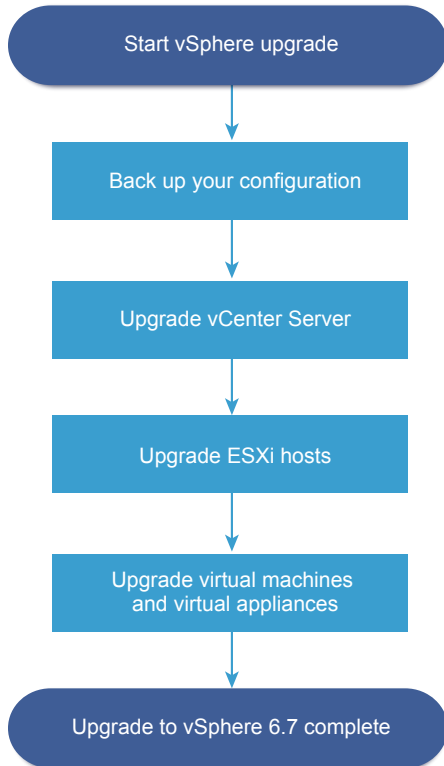 Start vSphere upgrade
Back up your configuration
Upgrade vCenter Server
Upgrade ESXi hosts
Upgrade virtual machines
and virtual appliances
Upgrade to vSphere 6.7 complete